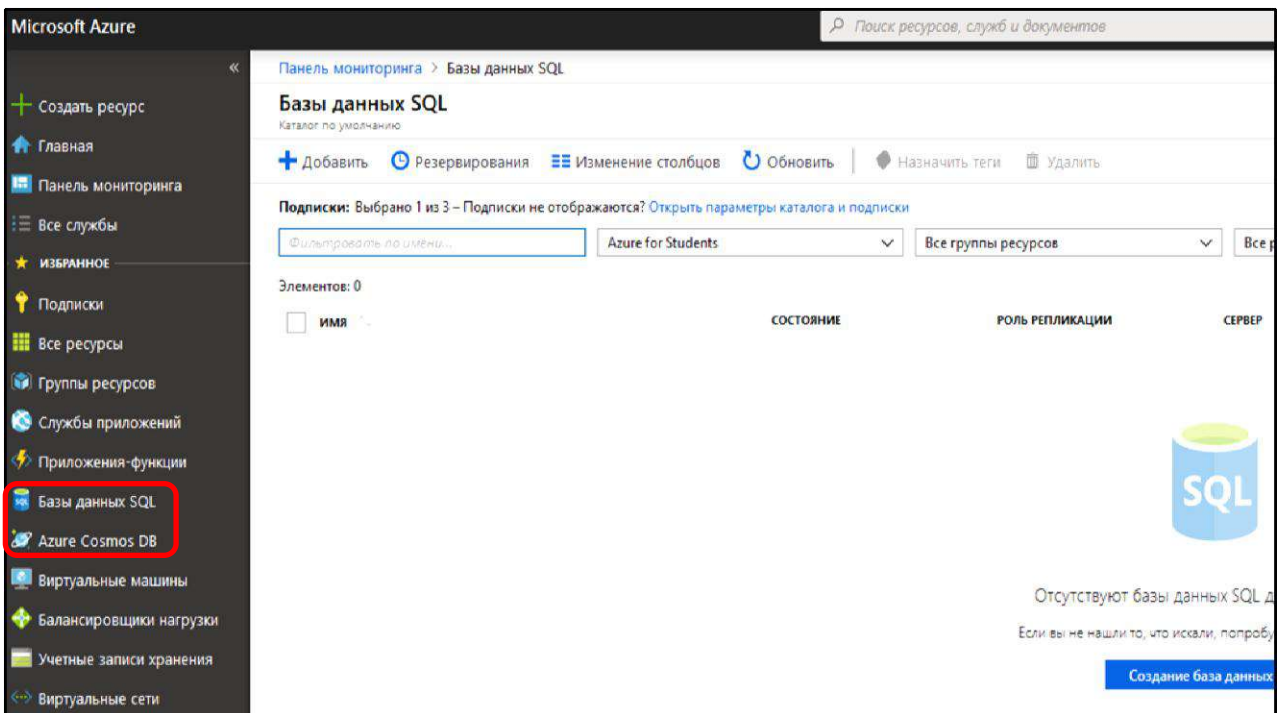 Microsoft Azure
Поиск ресурсов, служб и документов
«
Создать ресурс
Главная
Панель мониторинга
Все службы
ИЗБРАННОЕ
Подписки
Все ресурсы
Группы ресурсов
Службы приложений
Приложения-функции
Базы данных SQL
Azure Cosmos DB
Виртуальные машины
Балансировщики нагрузки
Учетные записи хранения
Виртуальные сети
Панель мониторинга > Базы данных SQL
Базы данных SQL
Каталог по умолчанию
Добавить Резервирования Изменение столбцов Обновить Назначить теги Удалить
Подписки: Выбрано 1 из 3 – Подписки не отображаются? Открыть параметры каталога и подписки
Фильтровать по имени... Azure for Students Все группы ресурсов Все
Элементов: 0
ИМЯ СОСТОЯНИЕ РОЛЬ РЕПЛИКАЦИИ СЕРВЕР
SQL
Отсутствуют базы данных SQL д
Если вы не нашли то, что искали, попробу
Создание база данных